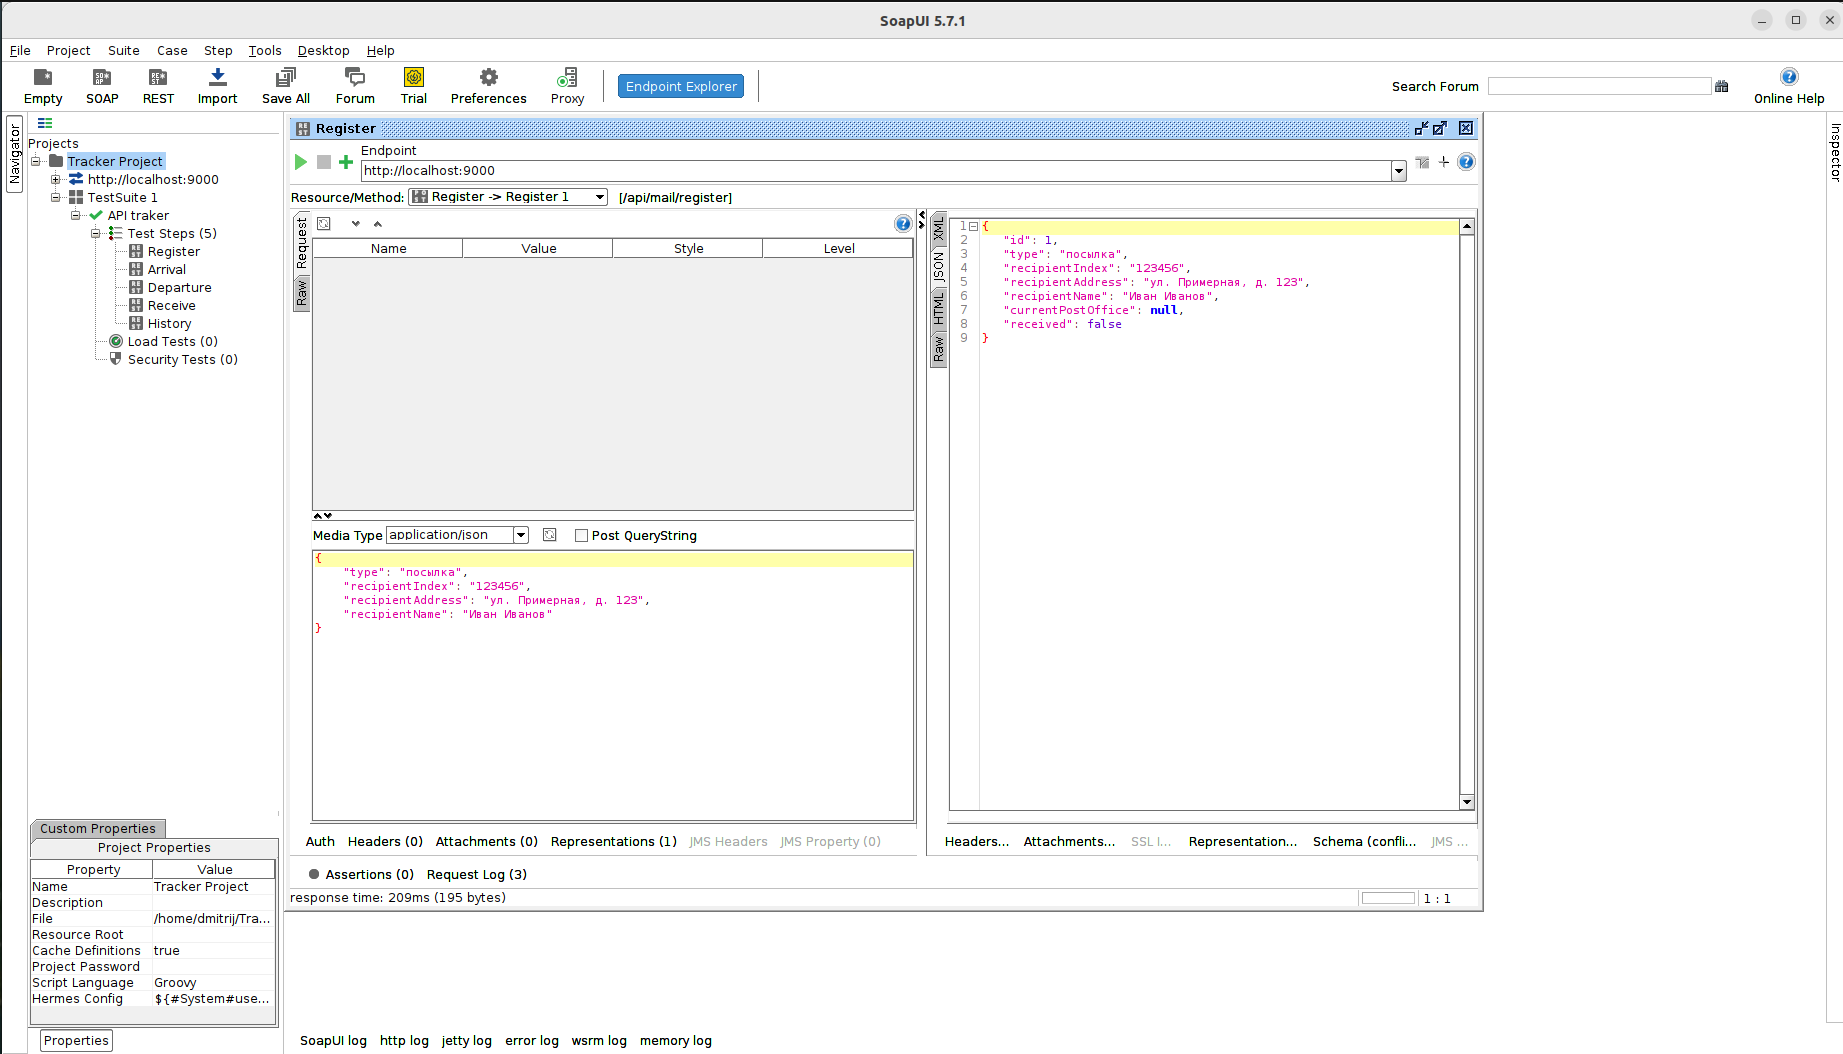 SoapUI 5.7.1
File Project Suite Case Step Tools Desktop Help
Empty SOAP REST Import Save All Forum Trial Preferences Proxy Endpoint Explorer Search Forum Online Help
Navigator
Projects
Tracker Project
http://localhost:9000
TestSuite 1
API traker
Test Steps (5)
Register
Arrival
Departure
Receive
History
Load Tests (0)
Security Tests (0)
Custom Properties
Project Properties
Property Value
Name Tracker Project
Description
File /home/dmitrij/Tra...
Resource Root
Cache Definitions true
Project Password
Script Language Groovy
Hermes Config ${#System#use...
Properties
Register
Endpoint
http://localhost:9000
Resource/Method: Register -> Register 1 [/api/mail/register]
Request
Raw
Name Value Style Level
Media Type application/json Post QueryString
{
"type": "посылка",
"recipientIndex": "123456",
"recipientAddress": "ул. Примерная, д. 123",
"recipientName": "Иван Иванов"
}
Auth Headers (0) Attachments (0) Representations (1) JMS Headers JMS Property (0)
XML
JSON
HTML
Raw
1 {
2 "id": 1,
3 "type": "посылка",
4 "recipientIndex": "123456",
5 "recipientAddress": "ул. Примерная, д. 123",
6 "recipientName": "Иван Иванов",
7 "currentPostOffice": null,
8 "received": false
9 }
Headers... Attachments... SSL I... Representation... Schema (confli... JMS ...
Assertions (0) Request Log (3)
response time: 209ms (195 bytes) 1 : 1
SoapUI log http log jetty log error log wsrm log memory log
Inspector